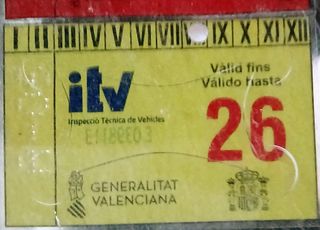 I II III IV V VI VII VIII IX X XI XII
itv
Inspecció Tècnica de Vehicles
Vàlid fins
Válido hasta
26
GENERALITAT
VALENCIANA